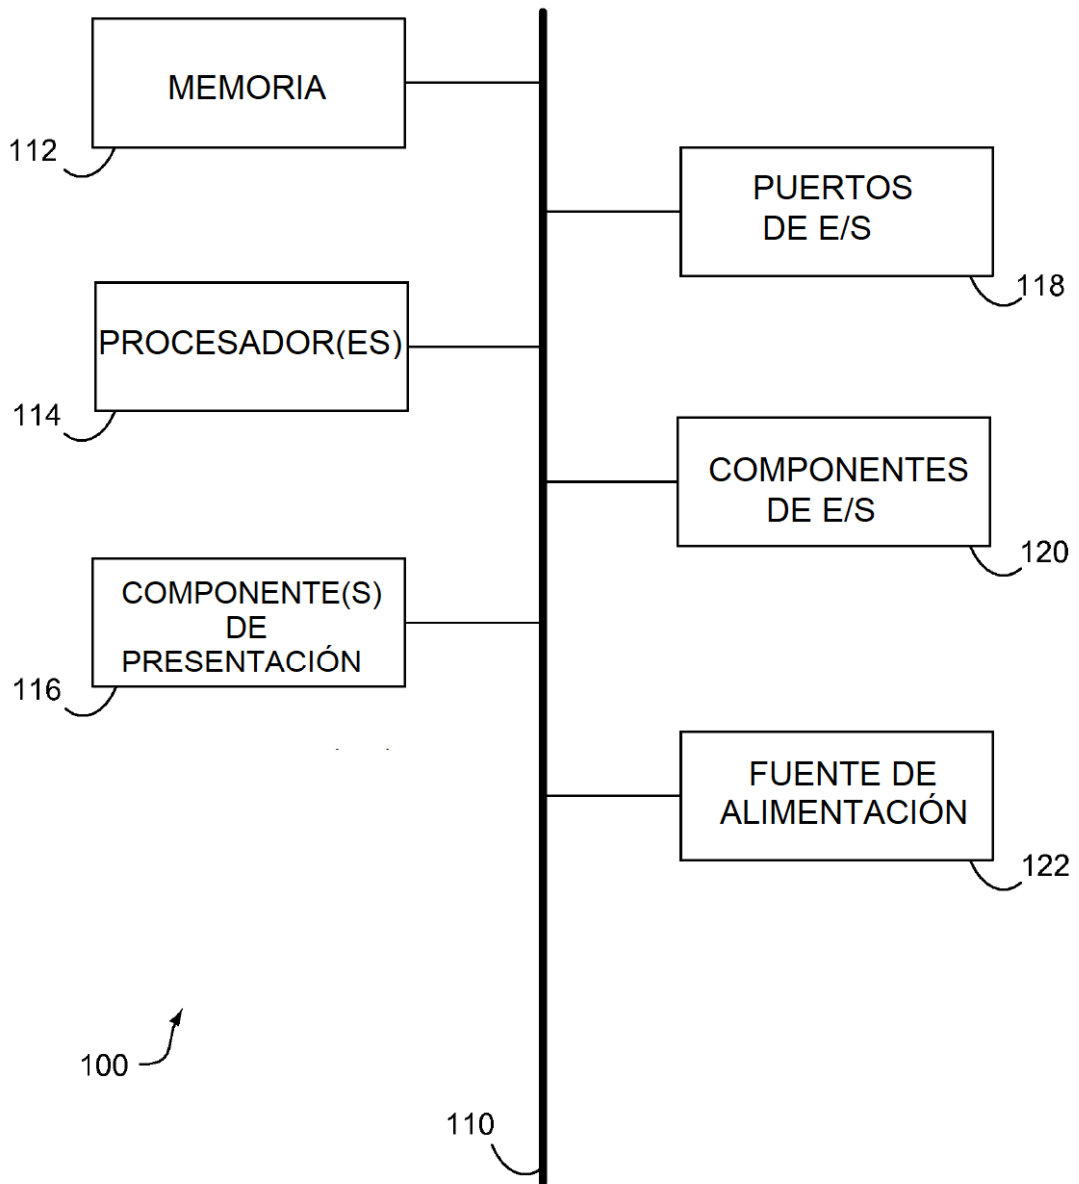 MEMORIA
112
PUERTOS
DE E/S
118
PROCESADOR(ES)
114
COMPONENTES
DE E/S
120
COMPONENTE(S)
DE
PRESENTACIÓN
116
FUENTE DE
ALIMENTACIÓN
122
100
110